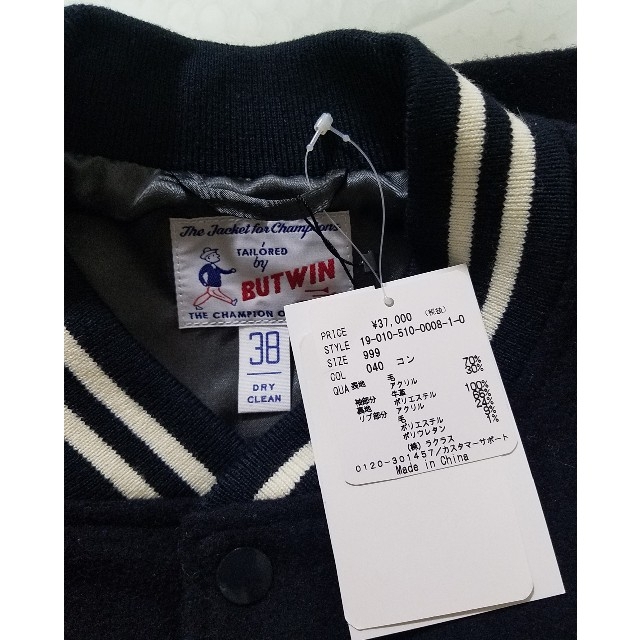 The Jacket for Champions
TAILORED
by
BUTWIN
THE CHAMPION O
38
DRY
CLEAN
PRICE ¥37,000 (税抜)
STYLE 19-010-510-0008-1-0
SIZE 999
COL 040 コン
QUA 表地 毛 70%
アクリル 30%
袖部分 牛革 100%
裏地 ポリエステル
リブ部分 アクリル
毛 24%
ポリエステル 9%
ポリウレタン 1%
(株)ラクラス
0120-301457/カスタマーサポート
Made in China